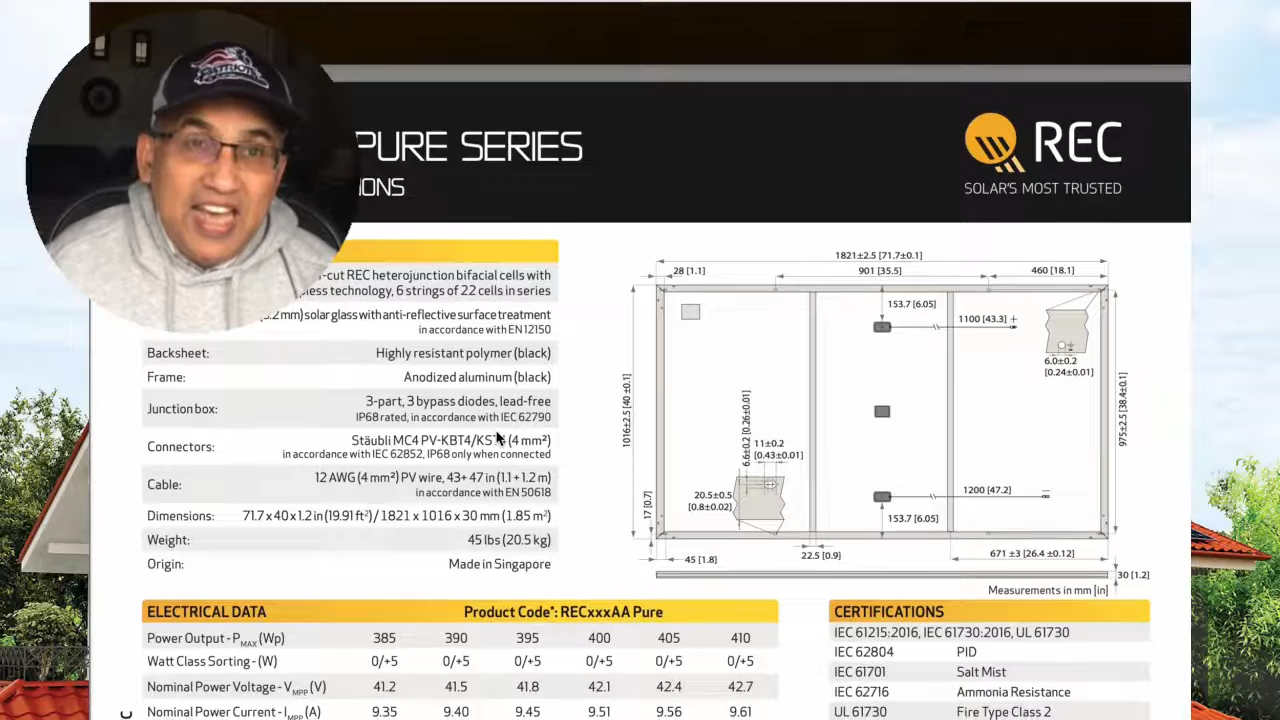 PATRIOTS
PURE SERIES
IONS
REC
SOLAR'S MOST TRUSTED
-cut REC heterojunction bifacial cells with
less technology, 6 strings of 22 cells in series
solar glass with anti-reflective surface treatment
in accordance with EN 12150
Backsheet: Highly resistant polymer (black)
Frame: Anodized aluminum (black)
Junction box: 3-part, 3 bypass diodes, lead-free
IP68 rated, in accordance with IEC 62790
Connectors: Stäubli MC4 PV-KBT4/KST4 (4 mm²)
in accordance with IEC 62852, IP68 only when connected
Cable: 12 AWG (4 mm²) PV wire, 43+ 47 in (1.1 + 1.2 m)
in accordance with EN 50618
Dimensions: 71.7 x 40 x 1.2 in (19.91 ft²) / 1821 x 1016 x 30 mm (1.85 m²)
Weight: 45 lbs (20.5 kg)
Origin: Made in Singapore
1821±2.5 [71.7±0.1]
28 [1.1]
901 [35.5]
460 [18.1]
153.7 [6.05]
1100 [43.3] +
6.0±0.2
[0.24±0.01]
1016±2.5 [40 ±0.1]
975±2.5 [38.4±0.1]
6.6±0.2 [0.26±0.01]
11±0.2
[0.43±0.01]
20.5±0.5
[0.8±0.02]
1200 [47.2] −
153.7 [6.05]
17 [0.7]
45 [1.8]
22.5 [0.9]
671 ±3 [26.4 ±0.12]
30 [1.2]
Measurements in mm [in]
ELECTRICAL DATA Product Code*: RECxxxAA Pure
Power Output - PMAX (Wp) 385 390 395 400 405 410
Watt Class Sorting - (W) 0/+5 0/+5 0/+5 0/+5 0/+5 0/+5
Nominal Power Voltage - VMPP (V) 41.2 41.5 41.8 42.1 42.4 42.7
Nominal Power Current - IMPP (A) 9.35 9.40 9.45 9.51 9.56 9.61
CERTIFICATIONS
IEC 61215:2016, IEC 61730:2016, UL 61730
IEC 62804 PID
IEC 61701 Salt Mist
IEC 62716 Ammonia Resistance
UL 61730 Fire Type Class 2